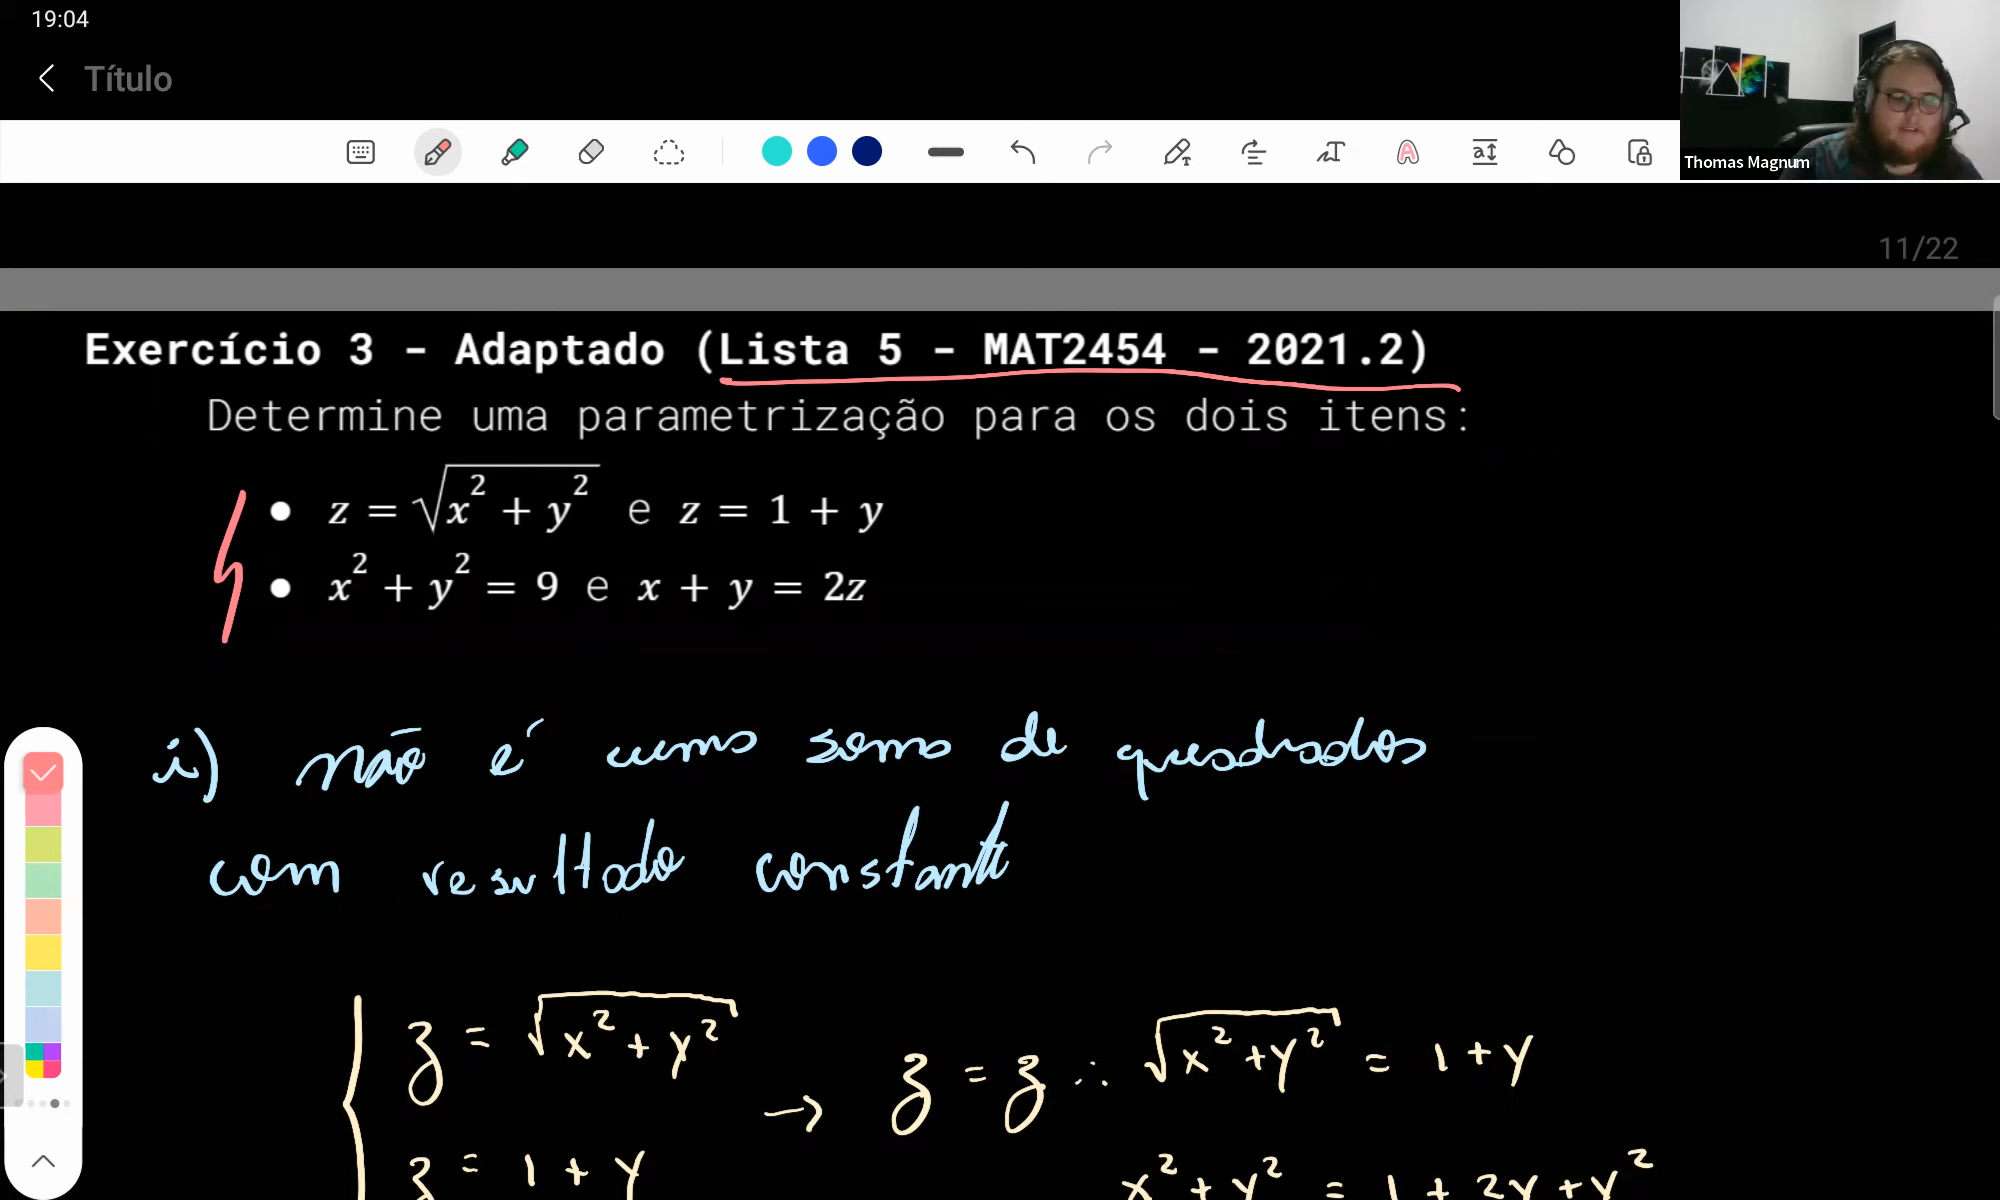 19:04
Título
Thomas Magnum
11/22
Exercício 3 - Adaptado (Lista 5 - MAT2454 - 2021.2)
Determine uma parametrização para os dois itens:
• z = √(x² + y²) e z = 1 + y
• x² + y² = 9 e x + y = 2z
i) não é uma soma de quadrados
com resultado constante
z = √(x² + y²) → z = z ∴ √(x² + y²) = 1 + y
z = 1 + y
x² + y² = 1 + 2y + y²